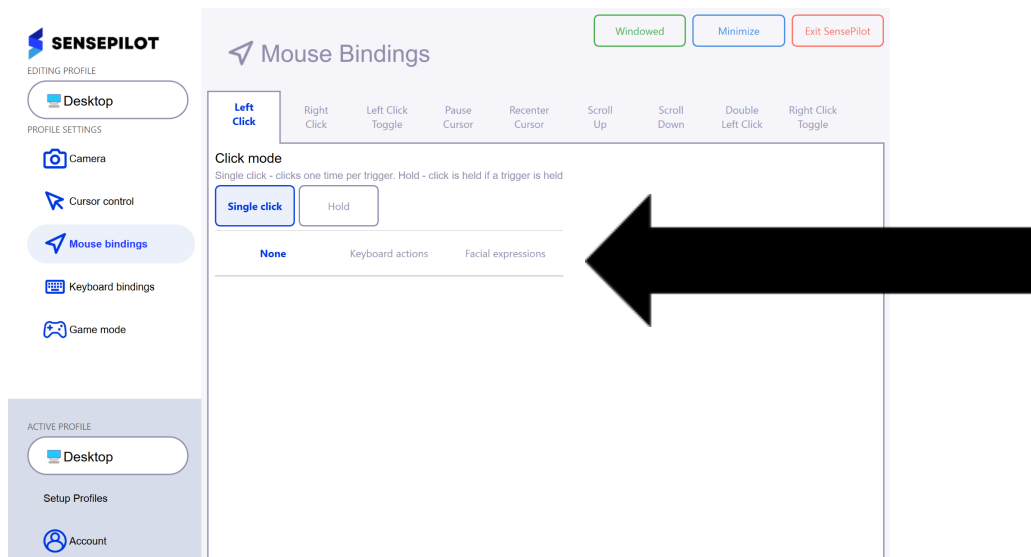 SENSEPILOT
EDITING PROFILE
Desktop
PROFILE SETTINGS
Camera
Cursor control
Mouse bindings
Keyboard bindings
Game mode
ACTIVE PROFILE
Desktop
Setup Profiles
Account
Windowed
Minimize
Exit SensePilot
Mouse Bindings
Left
Click
Right
Click
Left Click
Toggle
Pause
Cursor
Recenter
Cursor
Scroll
Up
Scroll
Down
Double
Left Click
Right Click
Toggle
Click mode
Single click - clicks one time per trigger. Hold - click is held if a trigger is held
Single click
Hold
None
Keyboard actions
Facial expressions